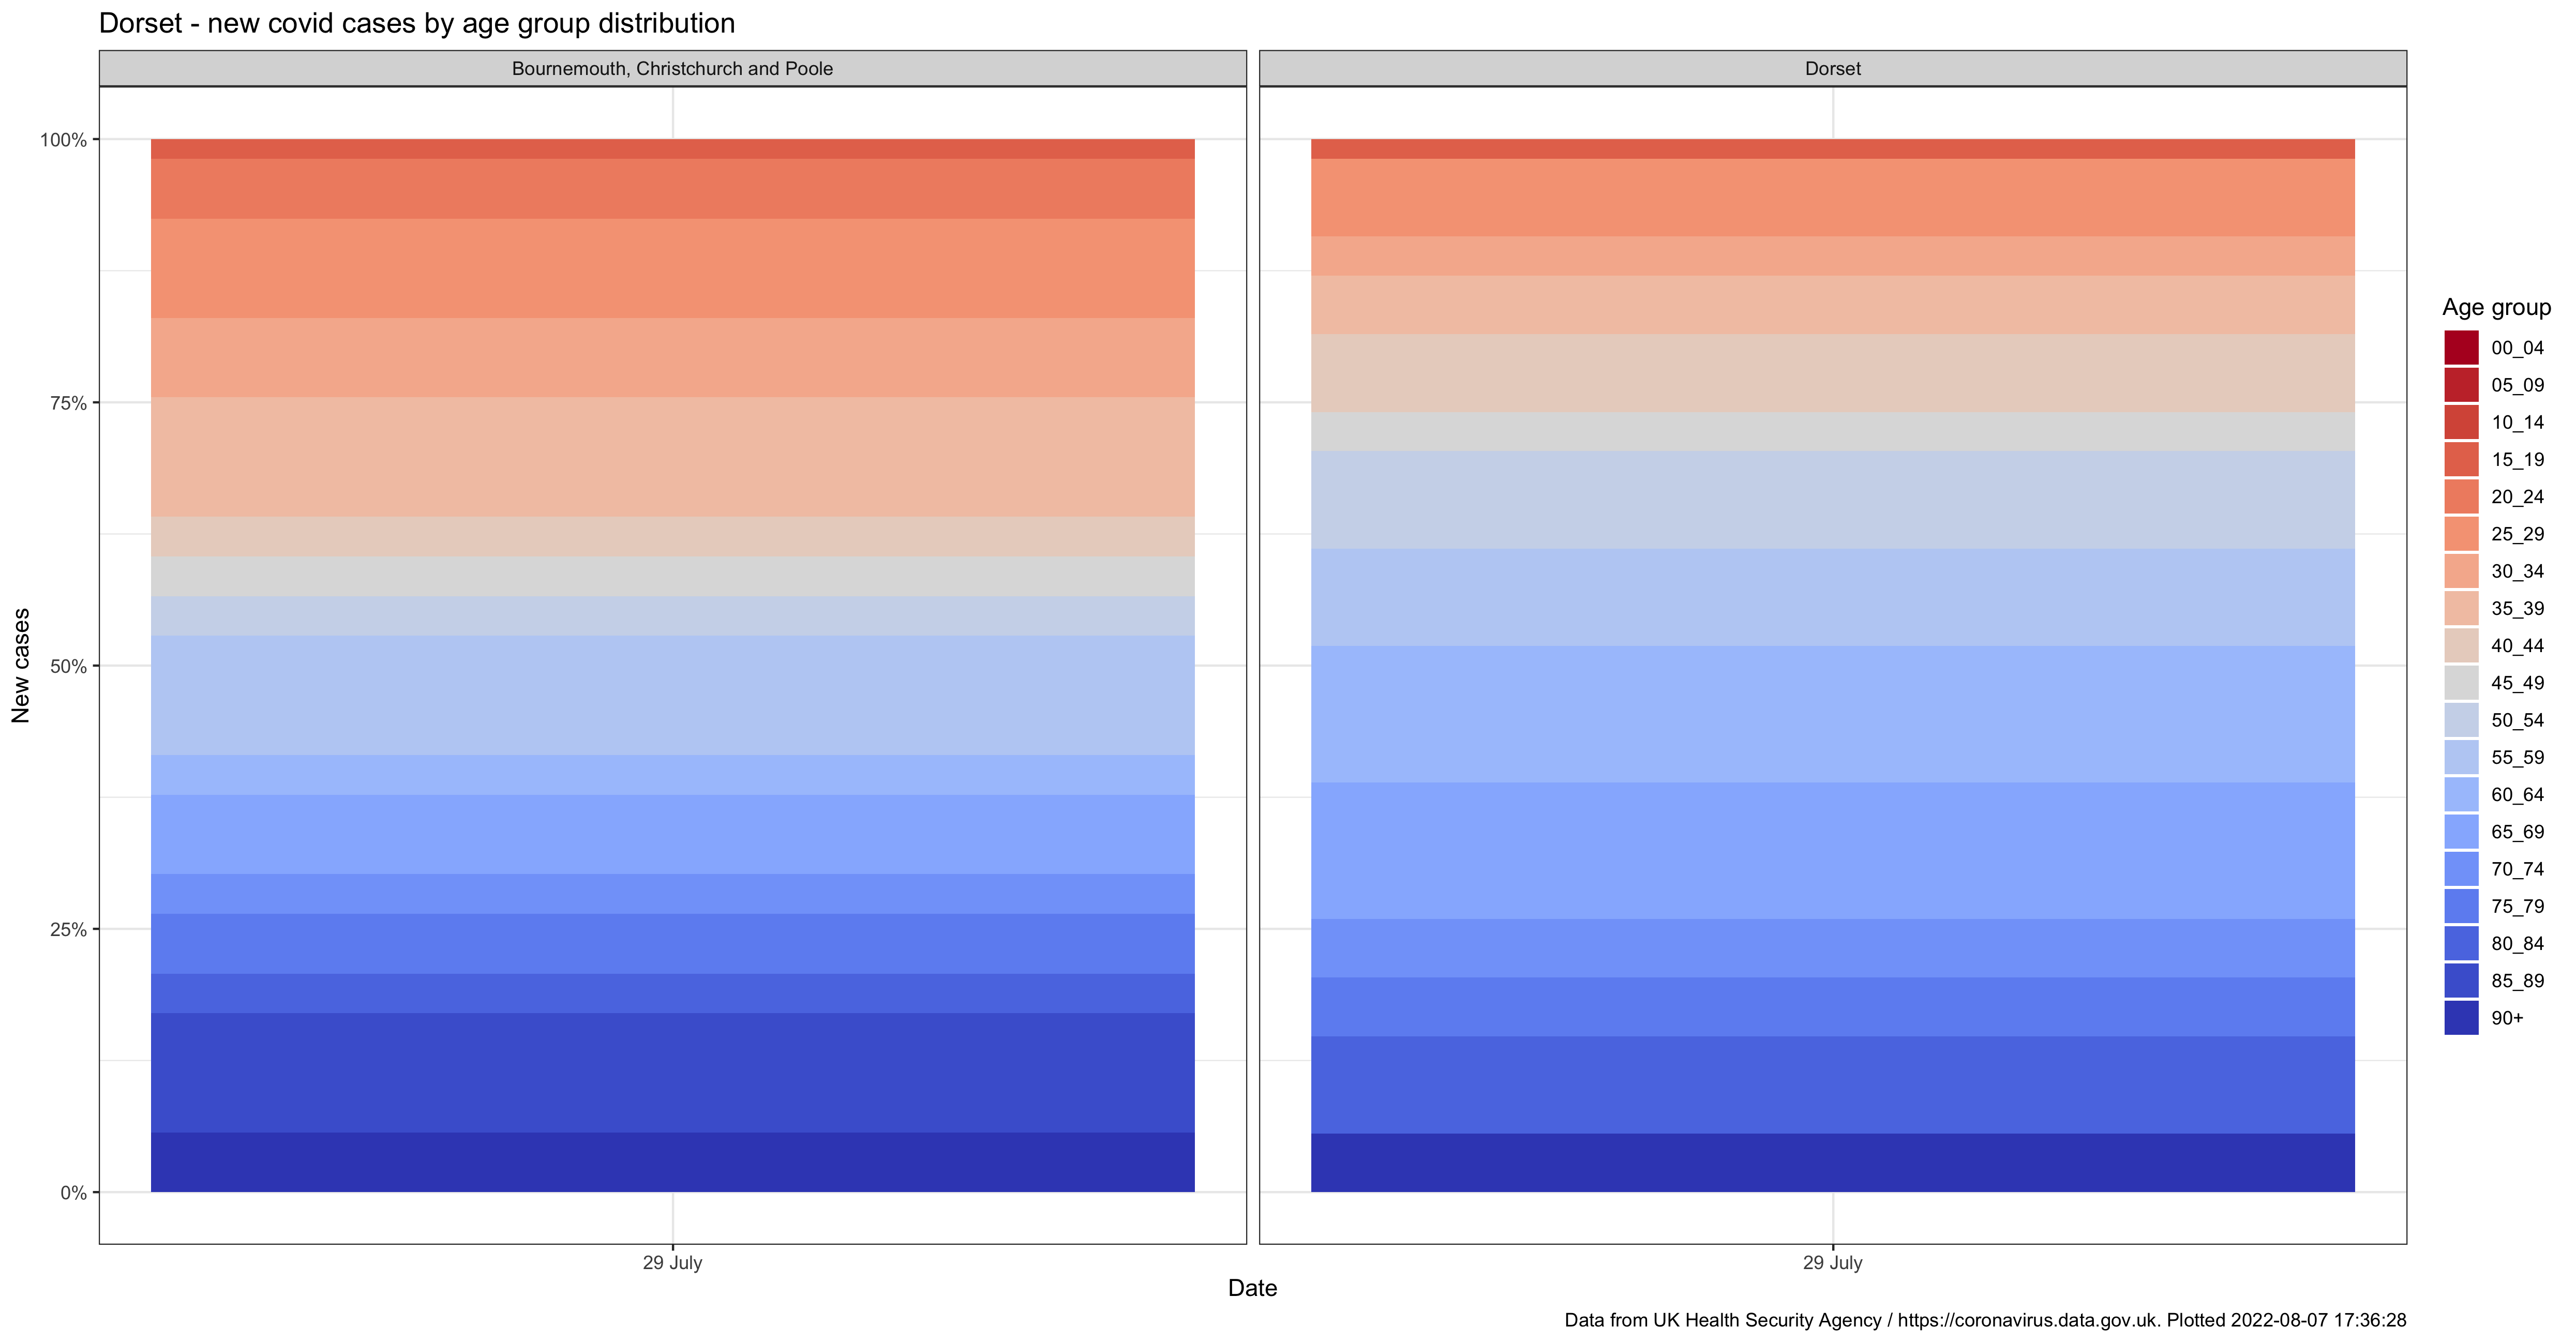 Dorset - new covid cases by age group distribution
Bournemouth, Christchurch and Poole
Dorset
100%
75%
50%
25%
0%
New cases
29 July
29 July
Date
Age group
00_04
05_09
10_14
15_19
20_24
25_29
30_34
35_39
40_44
45_49
50_54
55_59
60_64
65_69
70_74
75_79
80_84
85_89
90+
Data from UK Health Security Agency / https://coronavirus.data.gov.uk. Plotted 2022-08-07 17:36:28